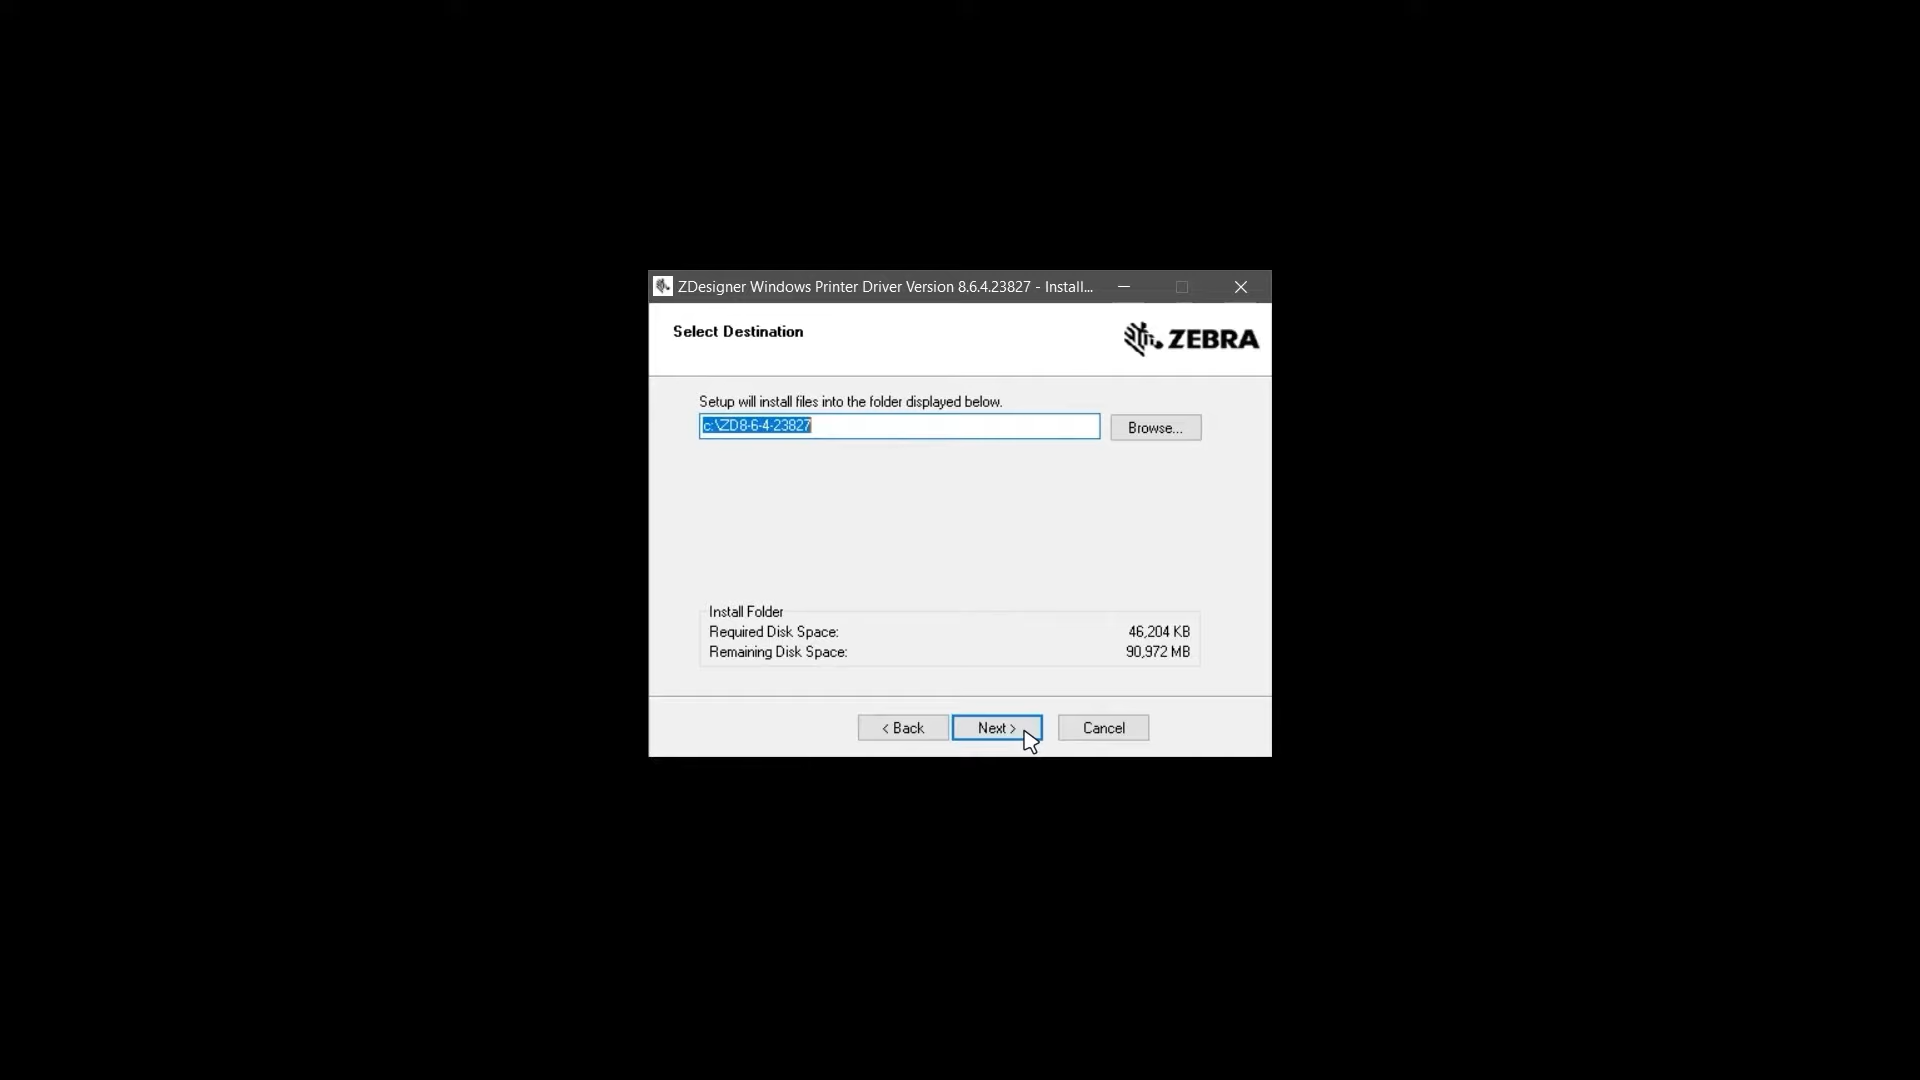 ZDesigner Windows Printer Driver Version 8.6.4.23827 - Install...
Select Destination
ZEBRA
Setup will install files into the folder displayed below.
c:\ZD8-6-4-23827
Browse...
Install Folder
Required Disk Space: 46,204 KB
Remaining Disk Space: 90,972 MB
< Back Next > Cancel